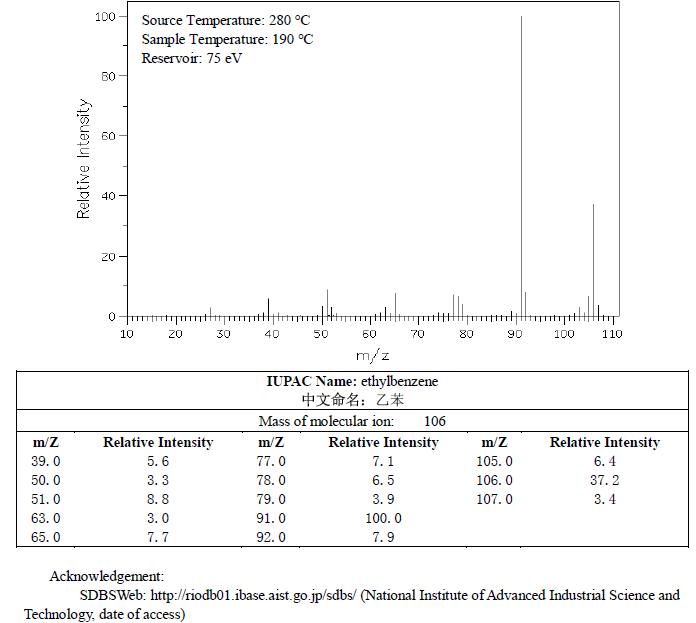 Source Temperature: 280 °C
Sample Temperature: 190 °C
Reservoir: 75 eV
100
80
60
40
20
0
Relative Intensity
10 20 30 40 50 60 70 80 90 100 110
m/z
IUPAC Name: ethylbenzene
中文命名：乙苯
Mass of molecular ion: 106
m/Z Relative Intensity m/Z Relative Intensity m/Z Relative Intensity
39.0 5.6 77.0 7.1 105.0 6.4
50.0 3.3 78.0 6.5 106.0 37.2
51.0 8.8 79.0 3.9 107.0 3.4
63.0 3.0 91.0 100.0
65.0 7.7 92.0 7.9
Acknowledgement:
SDBSWeb: http://riodb01.ibase.aist.go.jp/sdbs/ (National Institute of Advanced Industrial Science and
Technology, date of access)